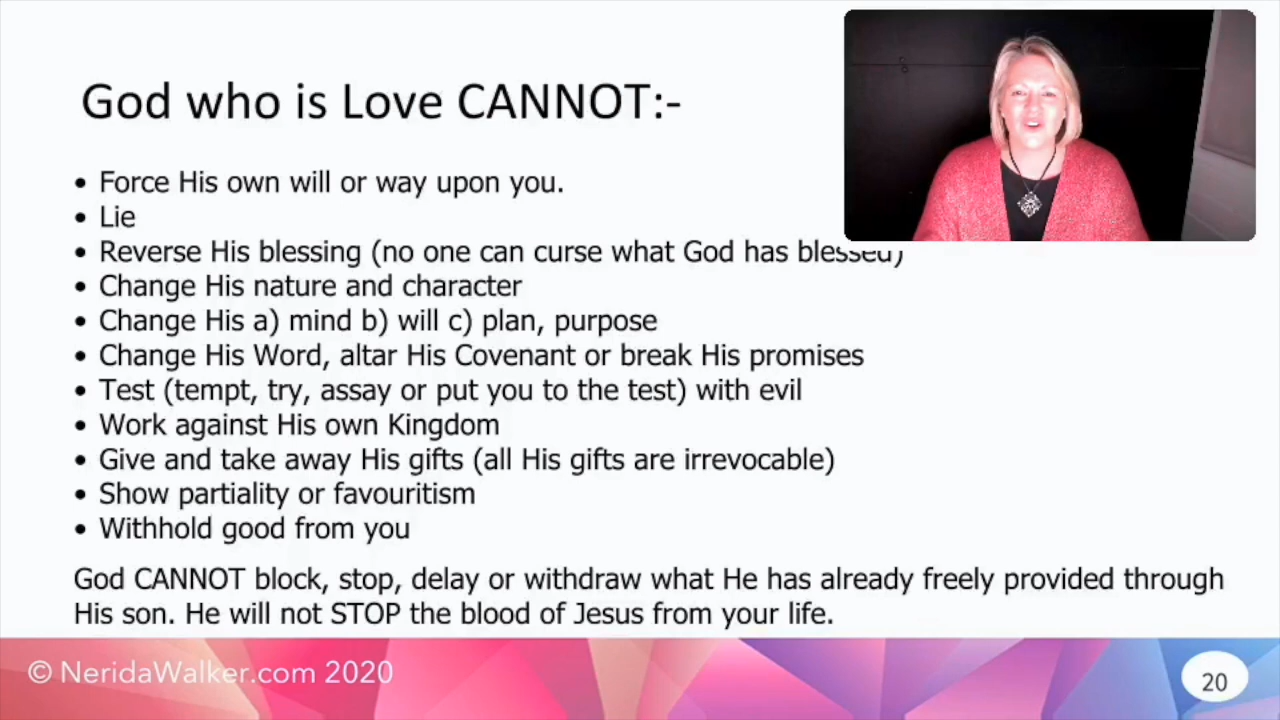 God who is Love CANNOT:-
• Force His own will or way upon you.
• Lie
• Reverse His blessing (no one can curse what God has blessed)
• Change His nature and character
• Change His a) mind b) will c) plan, purpose
• Change His Word, altar His Covenant or break His promises
• Test (tempt, try, assay or put you to the test) with evil
• Work against His own Kingdom
• Give and take away His gifts (all His gifts are irrevocable)
• Show partiality or favouritism
• Withhold good from you
God CANNOT block, stop, delay or withdraw what He has already freely provided through
His son. He will not STOP the blood of Jesus from your life.
© NeridaWalker.com 2020
20